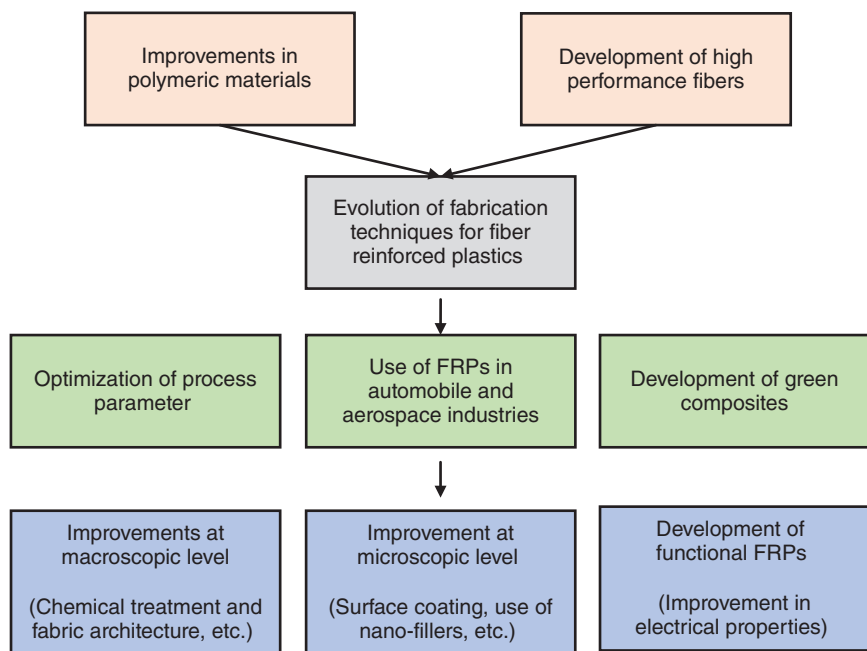 Improvements in
polymeric materials
Development of high
performance fibers
Evolution of fabrication
techniques for fiber
reinforced plastics
Optimization of process
parameter
Use of FRPs in
automobile and
aerospace industries
Development of green
composites
Improvements at
macroscopic level
(Chemical treatment and
fabric architecture, etc.)
Improvement at
microscopic level
(Surface coating, use of
nano-fillers, etc.)
Development of
functional FRPs
(Improvement in
electrical properties)